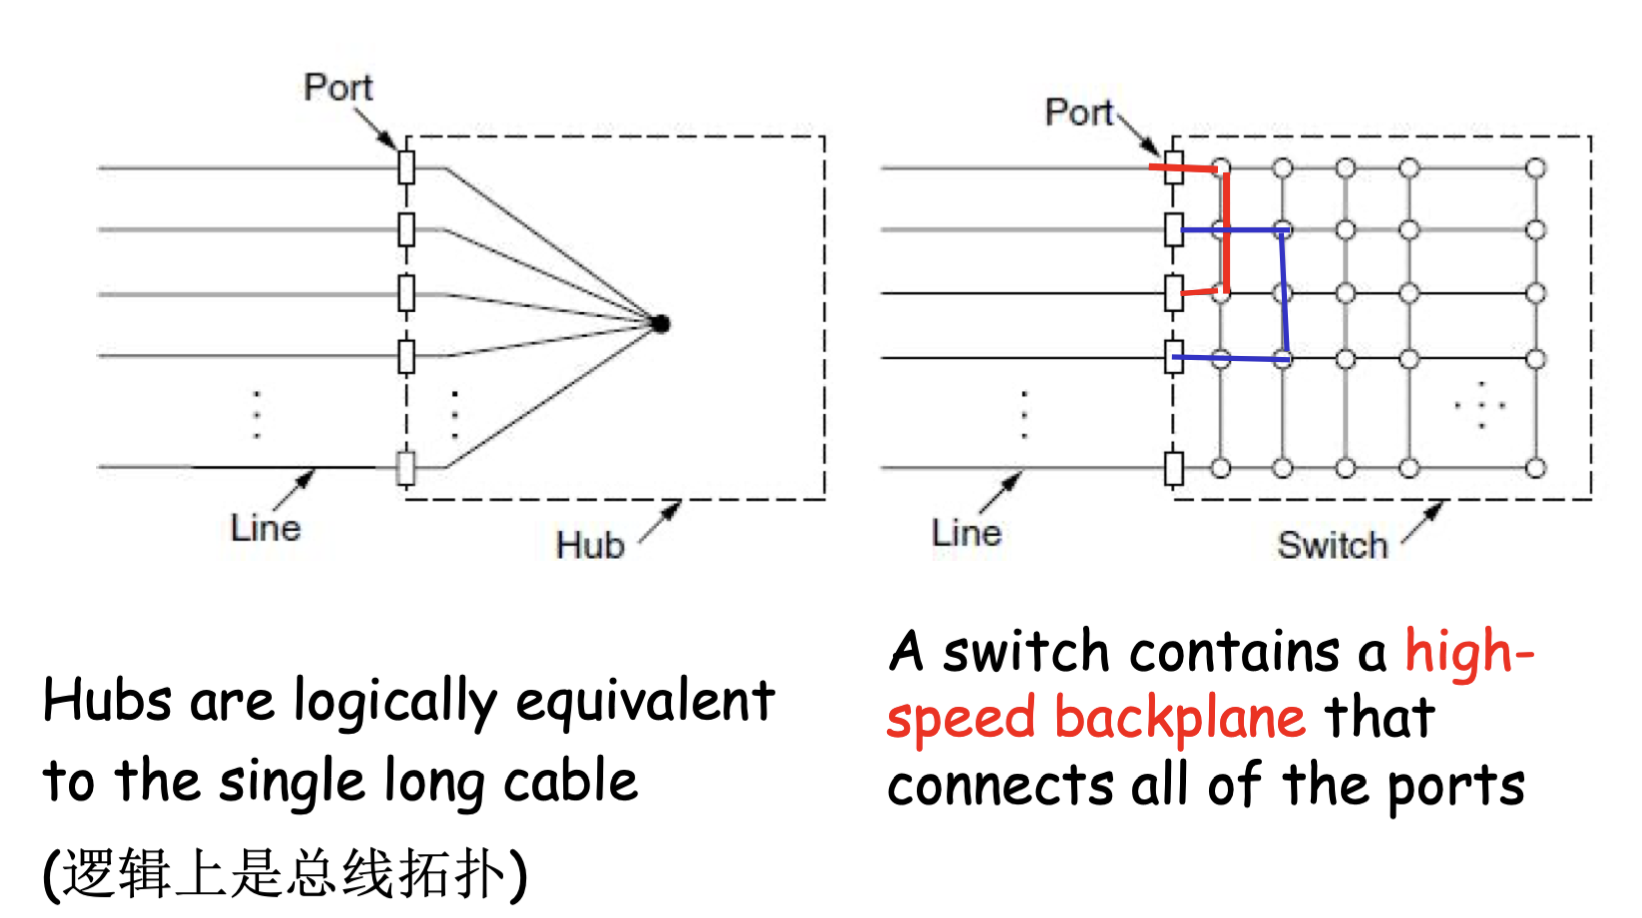 Port
Line
Hub
Port
Line
Switch
Hubs are logically equivalent
to the single long cable
(逻辑上是总线拓扑)
A switch contains a high-
speed backplane that
connects all of the ports